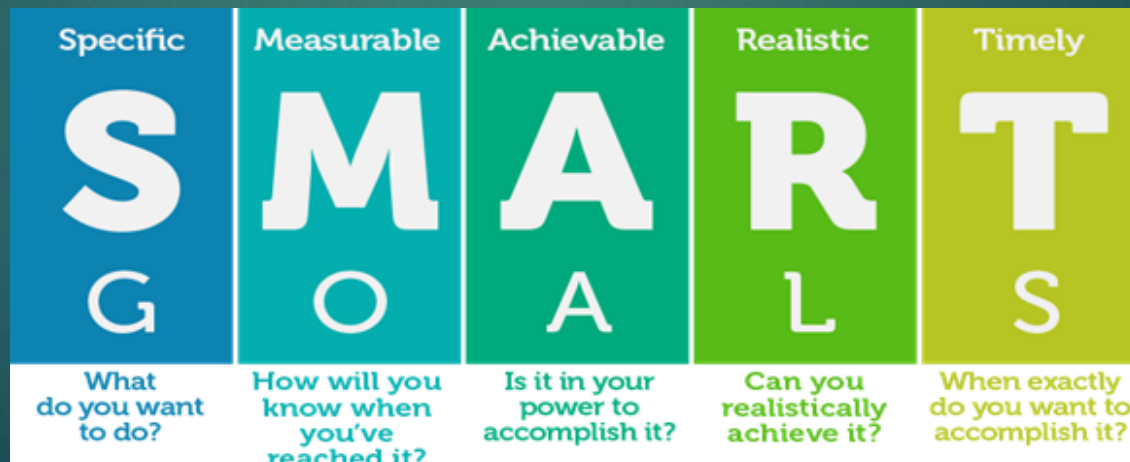 Specific
S
G
What
do you want
to do?
Measurable
M
O
How will you
know when
you've
reached it?
Achievable
A
A
Is it in your
power to
accomplish it?
Realistic
R
L
Can you
realistically
achieve it?
Timely
T
S
When exactly
do you want to
accomplish it?